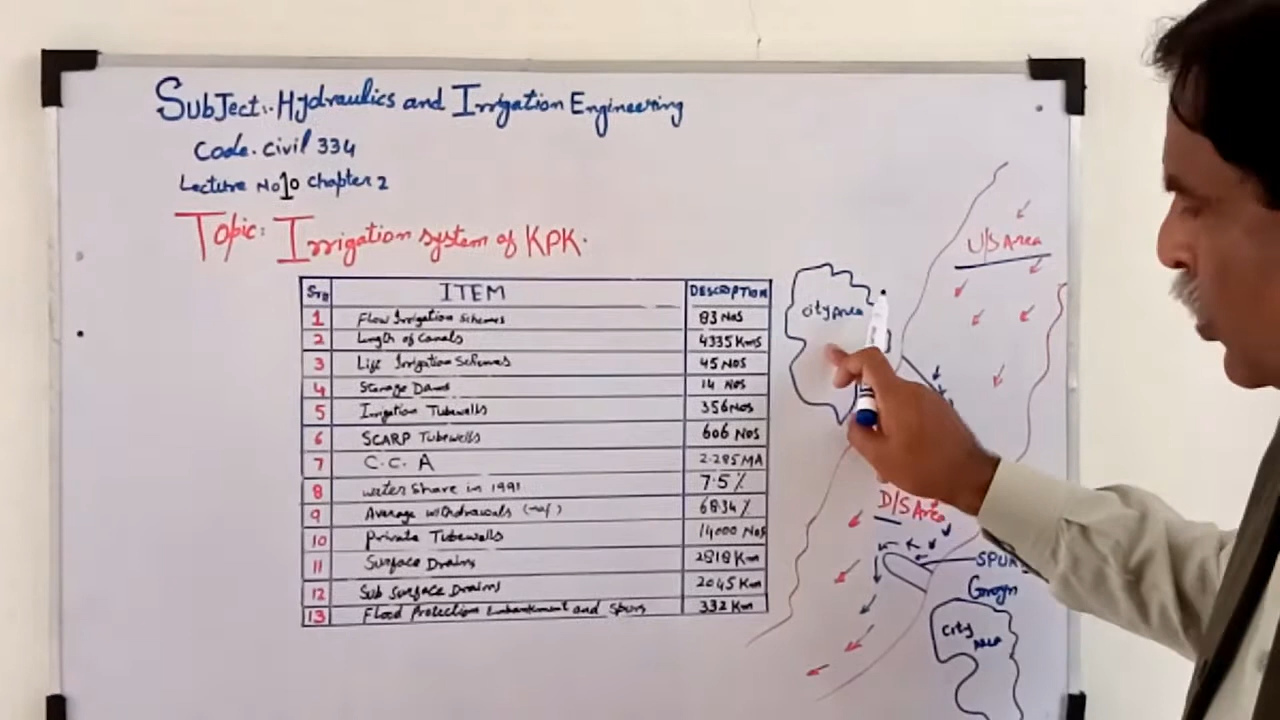 SubJect:. Hydraulics and Irrigation Engineering
Code. Civil 334
Lecture No 10 Chapter 2
Topic: Irrigation system of KPK.
Sr# ITEM DESCRIPTION
1 Flow Irrigation Schemes 83 Nos
2 Length of Canals 4335 Kms
3 Lift Irrigation Schemes 45 Nos
4 Storage Dams 14 Nos
5 Irrigation Tubewells 356 Nos
6 SCARP Tubewells 606 Nos
7 C.C.A 2.285 MA
8 water Share in 1991 7.5%
9 Average withdrawals (maf) 68.34%
10 Private Tubewells 14000 Nos
11 Surface Drains 2818 Km
12 Sub Surface Drains 2045 Km
13 Flood Protection Embankment and Spurs 332 Km
U/S Area
City Area
D/S Area
SPUR
Groyn
City Area